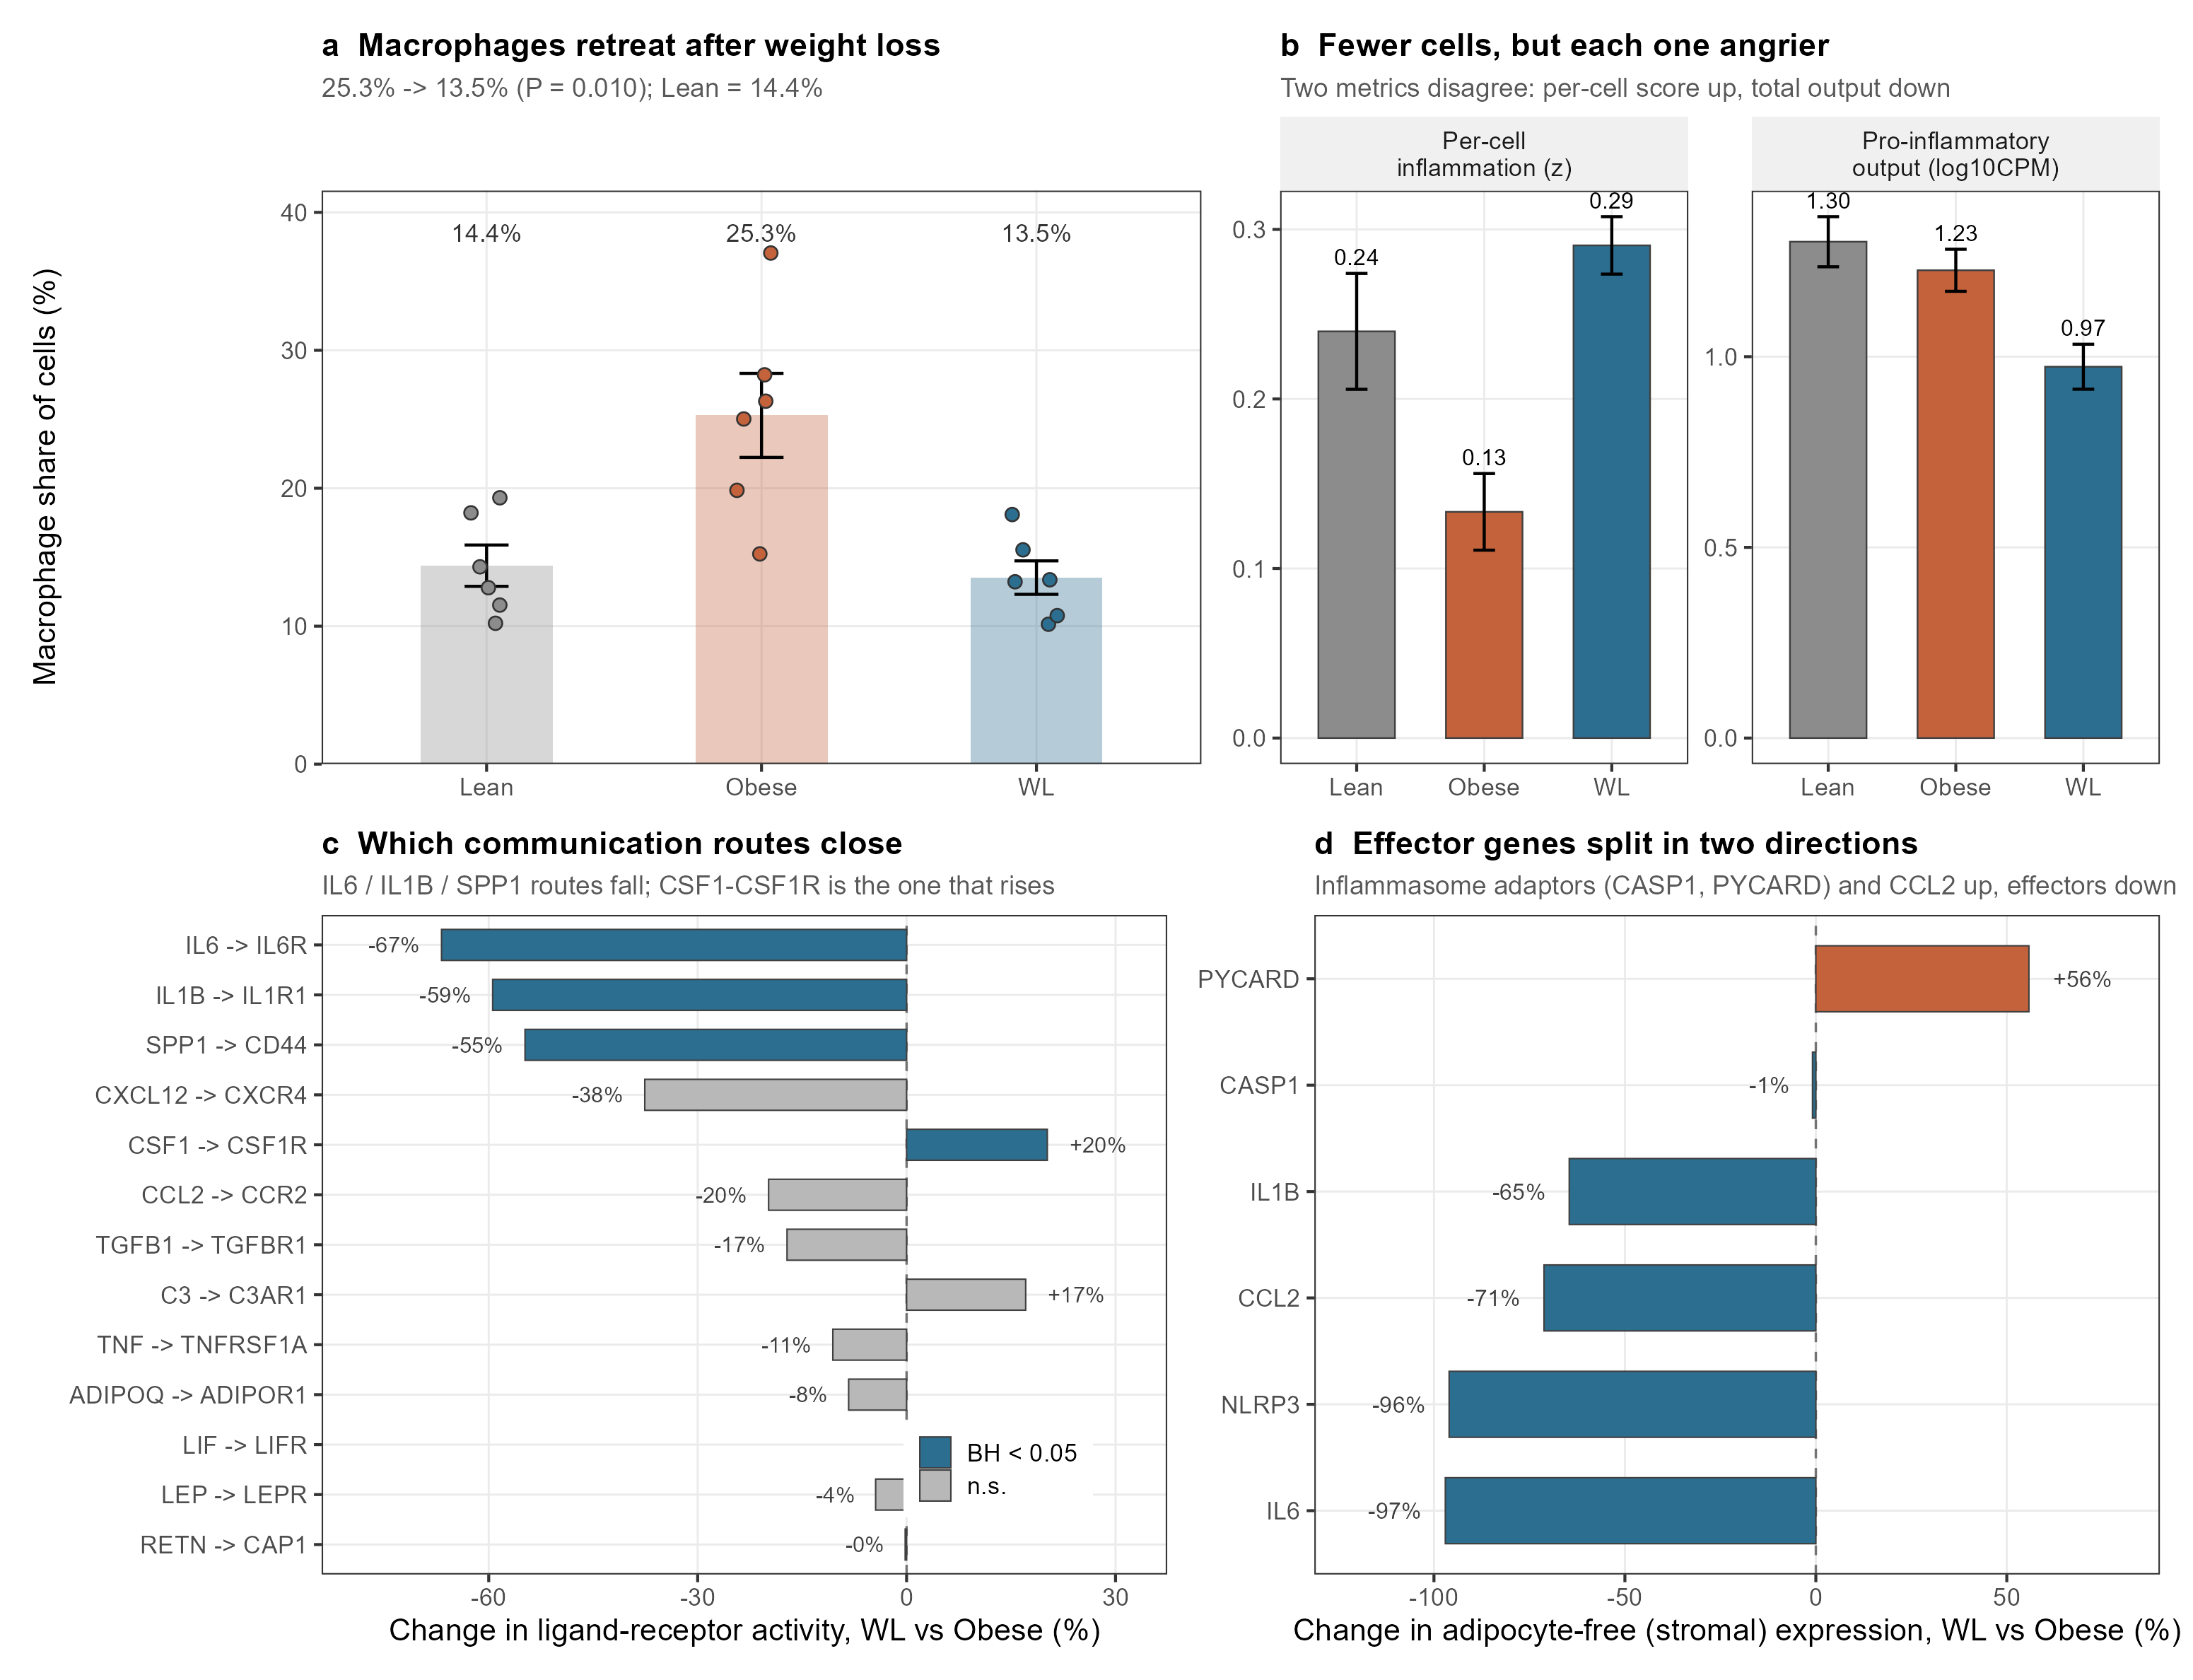 a Macrophages retreat after weight loss
25.3% -> 13.5% (P = 0.010); Lean = 14.4%
Macrophage share of cells (%)
40
30
20
10
0
14.4%
25.3%
13.5%
Lean
Obese
WL
b Fewer cells, but each one angrier
Two metrics disagree: per-cell score up, total output down
Per-cell
inflammation (z)
0.3
0.2
0.1
0.0
0.24
0.13
0.29
Lean
Obese
WL
Pro-inflammatory
output (log10CPM)
1.0
0.5
0.0
1.30
1.23
0.97
Lean
Obese
WL
c Which communication routes close
IL6 / IL1B / SPP1 routes fall; CSF1-CSF1R is the one that rises
IL6 -> IL6R
-67%
IL1B -> IL1R1
-59%
SPP1 -> CD44
-55%
CXCL12 -> CXCR4
-38%
CSF1 -> CSF1R
+20%
CCL2 -> CCR2
-20%
TGFB1 -> TGFBR1
-17%
C3 -> C3AR1
+17%
TNF -> TNFRSF1A
-11%
ADIPOQ -> ADIPOR1
-8%
LIF -> LIFR
LEP -> LEPR
-4%
RETN -> CAP1
-0%
BH < 0.05
n.s.
-60
-30
0
30
Change in ligand-receptor activity, WL vs Obese (%)
d Effector genes split in two directions
Inflammasome adaptors (CASP1, PYCARD) and CCL2 up, effectors down
PYCARD
+56%
CASP1
-1%
IL1B
-65%
CCL2
-71%
NLRP3
-96%
IL6
-97%
-100
-50
0
50
Change in adipocyte-free (stromal) expression, WL vs Obese (%)